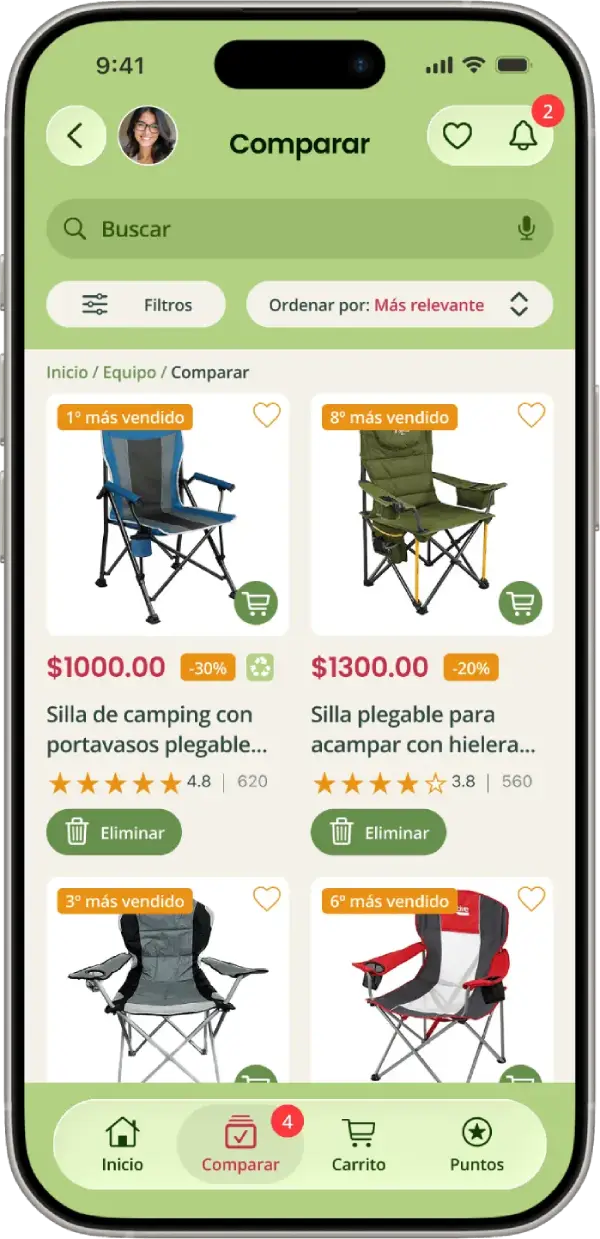 9:41
2
Comparar
Buscar
Filtros
Ordenar por: Más relevante
Inicio / Equipo / Comparar
1º más vendido
8º más vendido
$1000.00 -30%
$1300.00 -20%
Silla de camping con
portavasos plegable...
Silla plegable para
acampar con hielera...
4.8 | 620
3.8 | 560
Eliminar
Eliminar
3º más vendido
6º más vendido
4
Inicio
Comparar
Carrito
Puntos